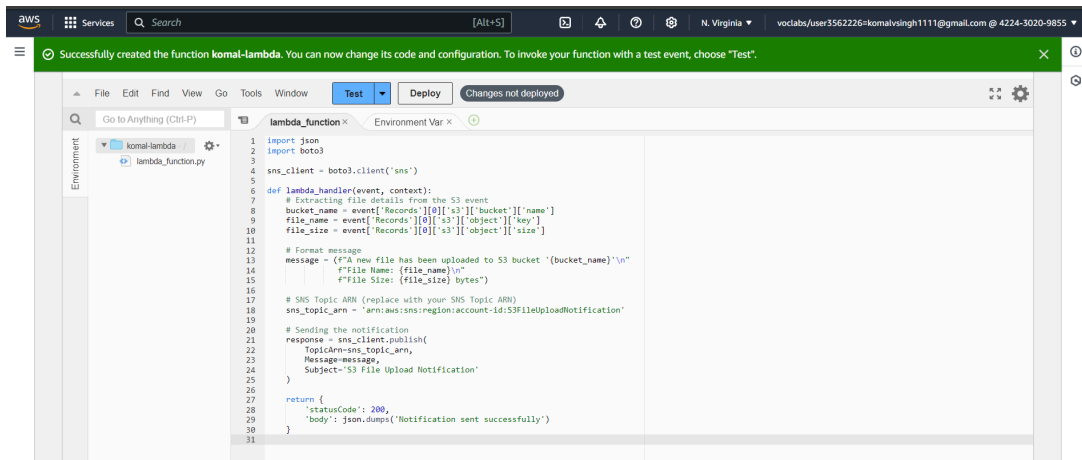 aws Services Search [Alt+S] N. Virginia voclabs/user3562226=komalvsingh1111@gmail.com @ 4224-3020-9855
Successfully created the function komal-lambda. You can now change its code and configuration. To invoke your function with a test event, choose "Test".
File Edit Find View Go Tools Window Test Deploy Changes not deployed
Go to Anything (Ctrl-P) lambda_function × Environment Var ×
Environment
komal-lambda /
lambda_function.py
1 import json
2 import boto3
3
4 sns_client = boto3.client('sns')
5
6 def lambda_handler(event, context):
7 # Extracting file details from the S3 event
8 bucket_name = event['Records'][0]['s3']['bucket']['name']
9 file_name = event['Records'][0]['s3']['object']['key']
10 file_size = event['Records'][0]['s3']['object']['size']
11
12 # Format message
13 message = (f"A new file has been uploaded to S3 bucket '{bucket_name}'\n"
14 f"File Name: {file_name}\n"
15 f"File Size: {file_size} bytes")
16
17 # SNS Topic ARN (replace with your SNS Topic ARN)
18 sns_topic_arn = 'arn:aws:sns:region:account-id:S3FileUploadNotification'
19
20 # Sending the notification
21 response = sns_client.publish(
22 TopicArn=sns_topic_arn,
23 Message=message,
24 Subject='S3 File Upload Notification'
25 )
26
27 return {
28 'statusCode': 200,
29 'body': json.dumps('Notification sent successfully')
30 }
31